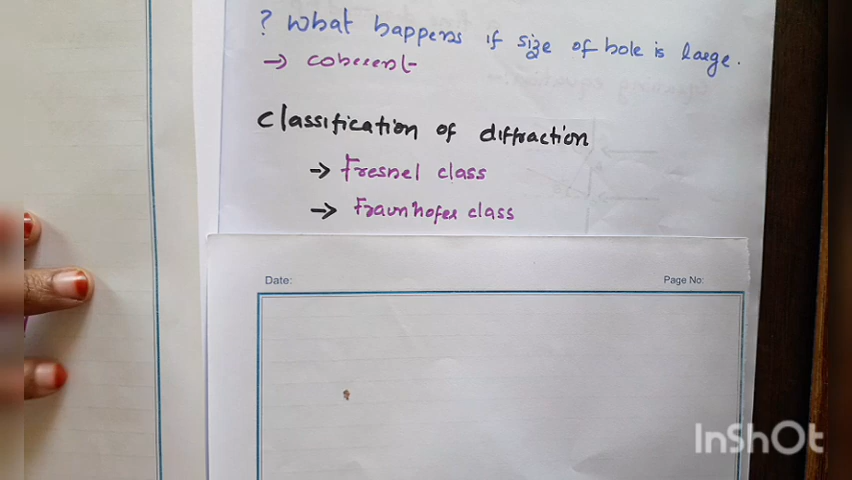 ? What happens if size of hole is large.
→ coherent
Classification of diffraction
→ Fresnel class
→ Fraunhofer class
Date: Page No:
InShOt